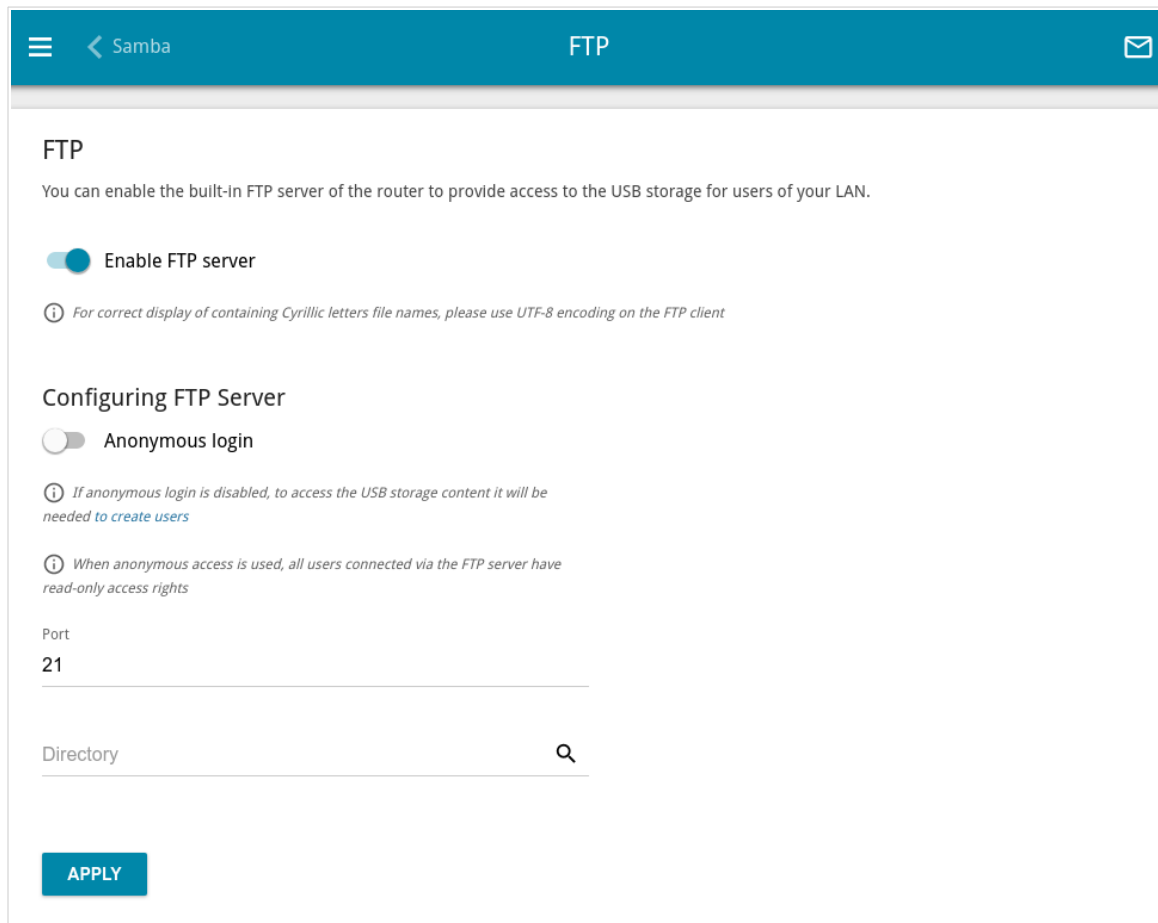 Samba
FTP
FTP
You can enable the built-in FTP server of the router to provide access to the USB storage for users of your LAN.
Enable FTP server
For correct display of containing Cyrillic letters file names, please use UTF-8 encoding on the FTP client
Configuring FTP Server
Anonymous login
If anonymous login is disabled, to access the USB storage content it will be
needed to create users
When anonymous access is used, all users connected via the FTP server have
read-only access rights
Port
21
Directory
APPLY